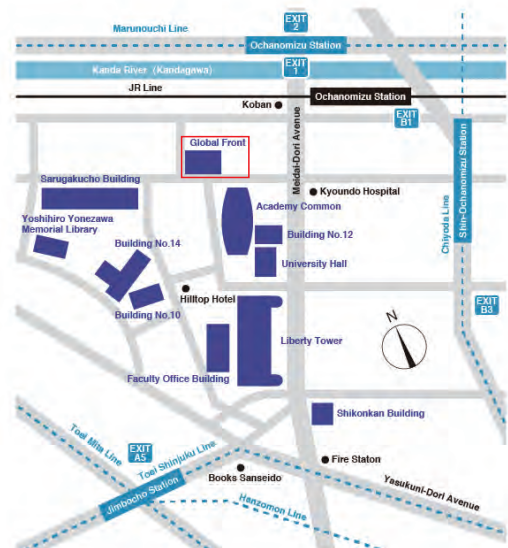 EXIT
2
Marunouchi Line
Ochanomizu Station
Kanda River (Kandagawa)
EXIT
1
JR Line
Ochanomizu Station
Koban
EXIT
B1
Global Front
Meidai-Dori Avenue
Sarugakucho Building
Kyoundo Hospital
Academy Common
Chiyoda Line
Shin-Ochanomizu Station
Yoshihiro Yonezawa
Memorial Library
Building No.14
Building No.12
University Hall
Hilltop Hotel
EXIT
B3
Building No.10
N
Liberty Tower
Faculty Office Building
Shikonkan Building
Toei Mita Line
EXIT
A5
Toei Shinjuku Line
Jimbocho Station
Books Sanseido
Fire Staton
Yasukuni-Dori Avenue
Hanzomon Line